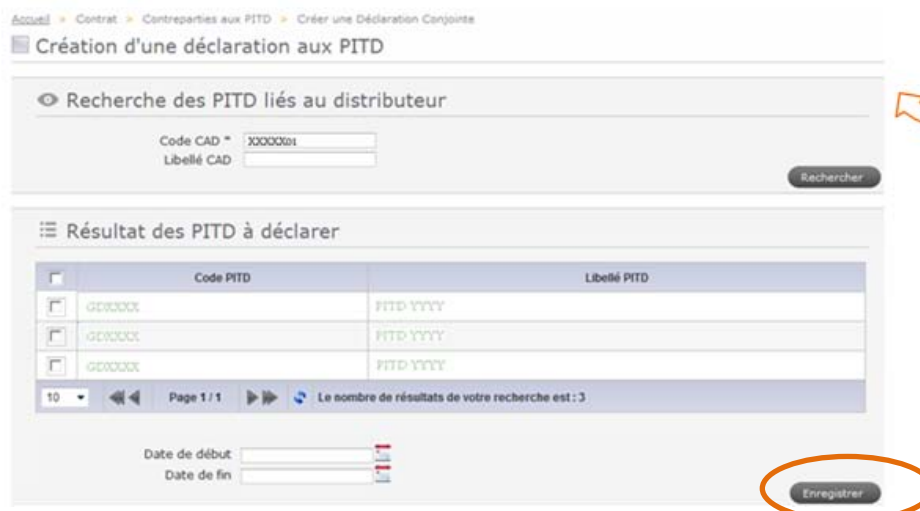 Accueil > Contrat > Contreparties aux PITD > Créer une Déclaration Conjointe
Création d'une déclaration aux PITD
Recherche des PITD liés au distributeur
Code CAD * XXXXX01
Libellé CAD
Rechercher
Résultat des PITD à déclarer
Code PITD Libellé PITD
GDXXXX PITD YYYY
GDXXXX PITD YYYY
GDXXXX PITD YYYY
10 Page 1 / 1 Le nombre de résultats de votre recherche est : 3
Date de début
Date de fin
Enregistrer